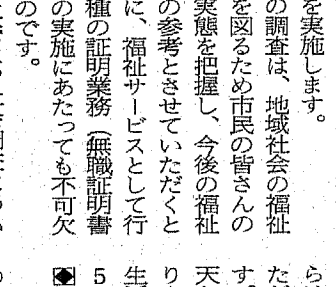 を実施します。
の調査は、地域社会の福祉
を図るため市民の皆さんの
実態を把握し、今後の福祉
の参考とさせていただくと
に、福祉サービスとして行
種の証明業務（無職証明書
の実施にあたっても不可欠
のです。
た
す。
天
り
生
5
◆